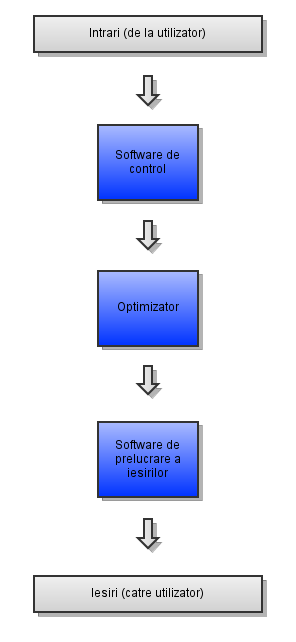 Intrari (de la utilizator)
Software de
control
Optimizator
Software de
prelucrare a
iesirilor
Iesiri (catre utilizator)